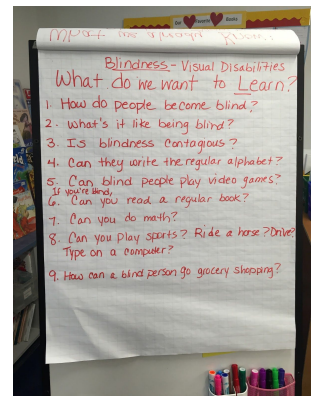 Our Favorite Books
Blindness - Visual Disabilities
What do we want to Learn?
1. How do people become blind?
2. What's it like being blind?
3. Is blindness contagious?
4. Can they write the regular alphabet?
5. Can blind people play video games?
If you're blind,
6. Can you read a regular book?
7. Can you do math?
8. Can you play sports? Ride a horse? Drive?
Type on a computer?
9. How can a blind person go grocery shopping?